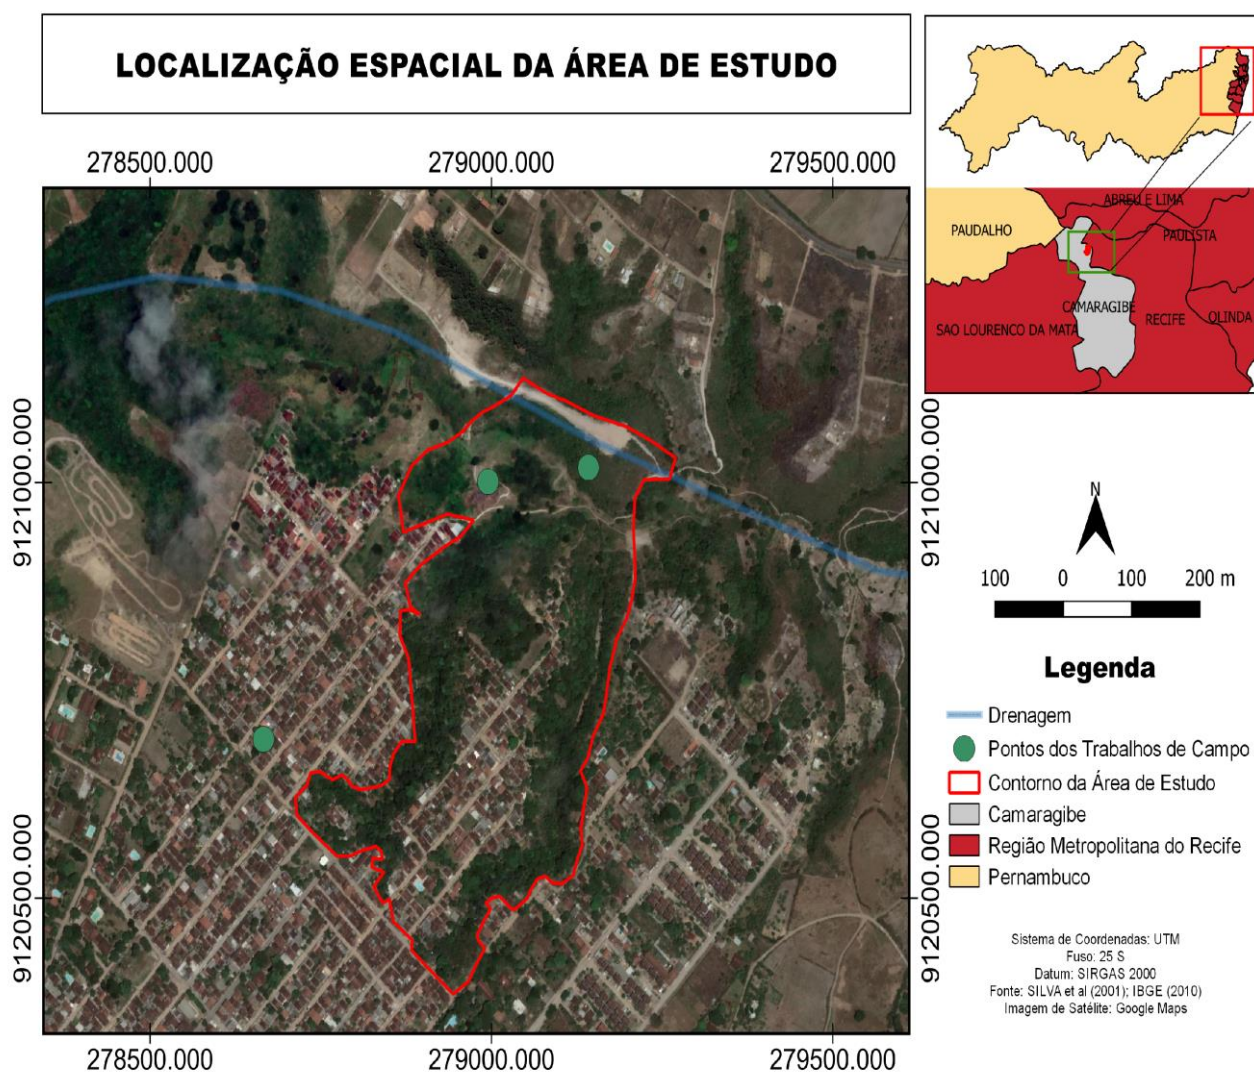 LOCALIZAÇÃO ESPACIAL DA ÁREA DE ESTUDO
278500.000
279000.000
279500.000
9121000.000
9120500.000
278500.000
279000.000
279500.000
9121000.000
9120500.000
ABREU E LIMA
PAUDALHO
PAULISTA
CAMARAGIBE
SAO LOURENCO DA MATA
RECIFE
OLINDA
N
100 0 100 200 m
Legenda
Drenagem
Pontos dos Trabalhos de Campo
Contorno da Área de Estudo
Camaragibe
Região Metropolitana do Recife
Pernambuco
Sistema de Coordenadas: UTM
Fuso: 25 S
Datum: SIRGAS 2000
Fonte: SILVA et al (2001); IBGE (2010)
Imagem de Satélite: Google Maps